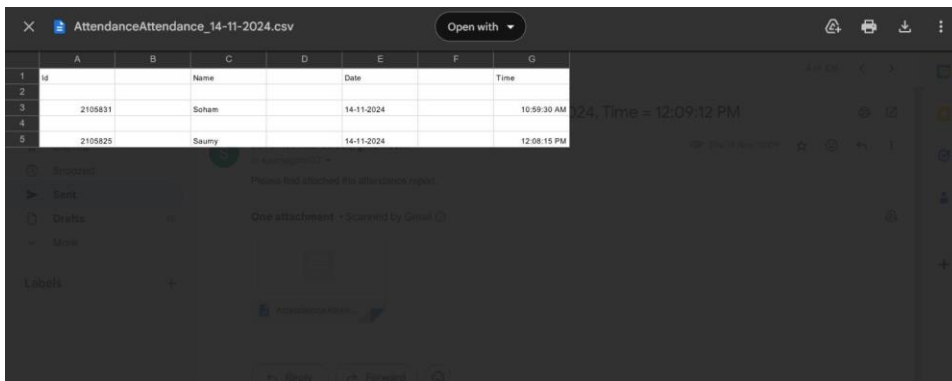 AttendanceAttendance_14-11-2024.csv Open with
A B C D E F G
1 Id Name Date Time
2
3 2105831 Soham 14-11-2024 10:59:30 AM
4
5 2105825 Saumy 14-11-2024 12:08:15 PM
024, Time = 12:09:12 PM
Snoozed
Please find attached the attendance report
Sent
Drafts
One attachment • Scanned by Gmail
More
Labels
Reply Forward